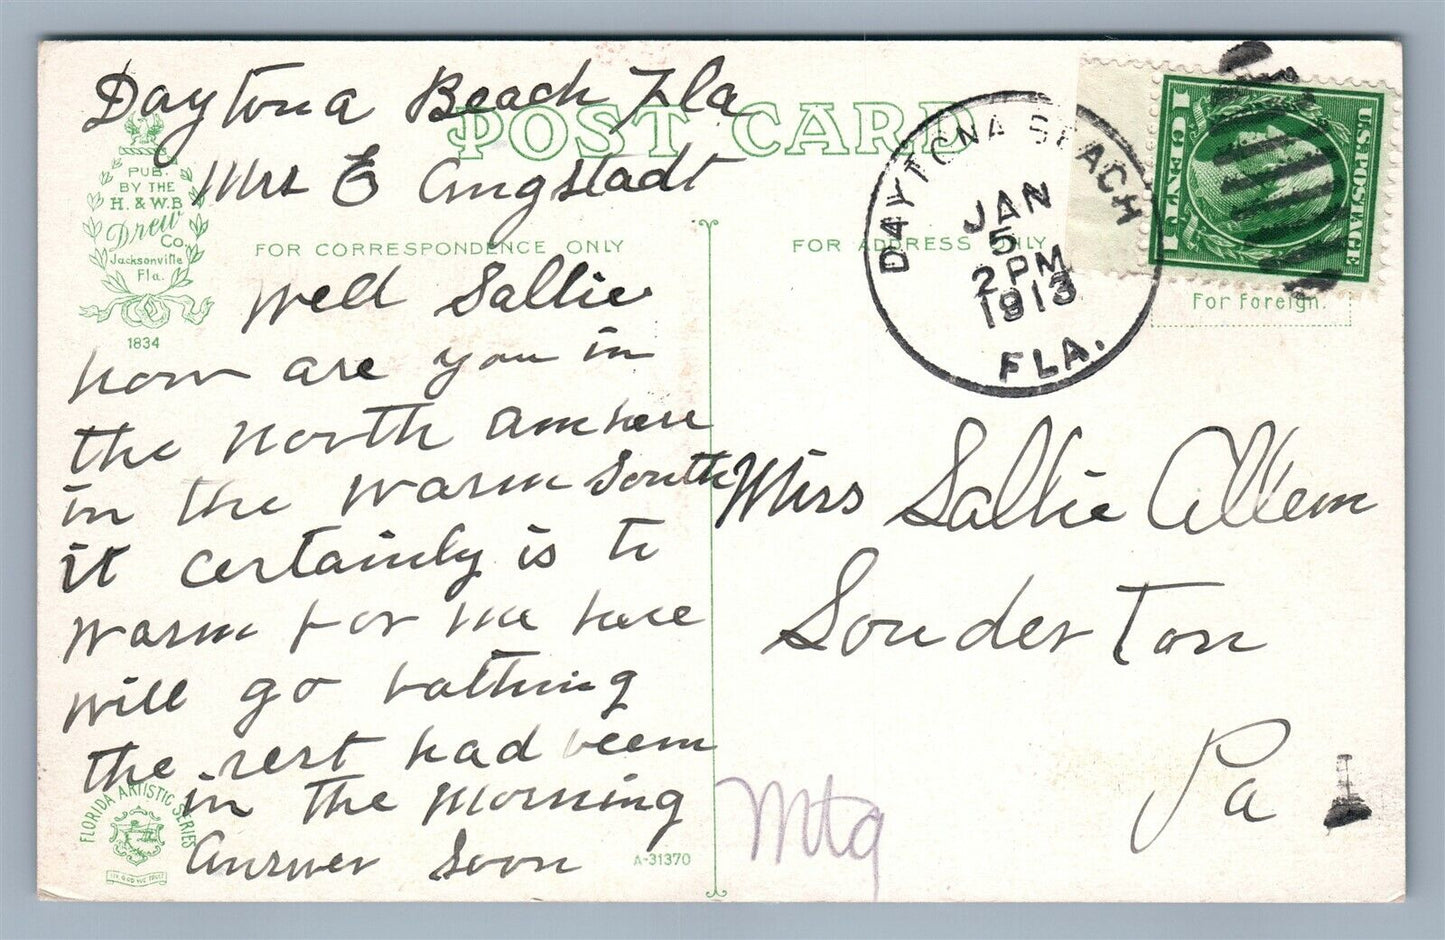 Daytona Beach Fla
POST CARD
Mrs E Angstadt
PUB.
BY THE
H. & W.B
Drew
Co.
Jacksonville
Fla.
1834
FOR CORRESPONDENCE ONLY
Well Sallie
how are you in
the north am here
in the warm South
it certainly is to
warm for me here
will go bathing
the rest had beem
in the morning
answer soon
FLORIDA ARTISTIC SERIES
A-31370
FOR ADDRESS ONLY
DAYTONA BEACH
JAN
5
2 PM
1913
FLA.
U.S. POSTAGE
1 CENT 1
For Foreign.
Miss Sallie Allem
Souderton
Pa
Mtg
1